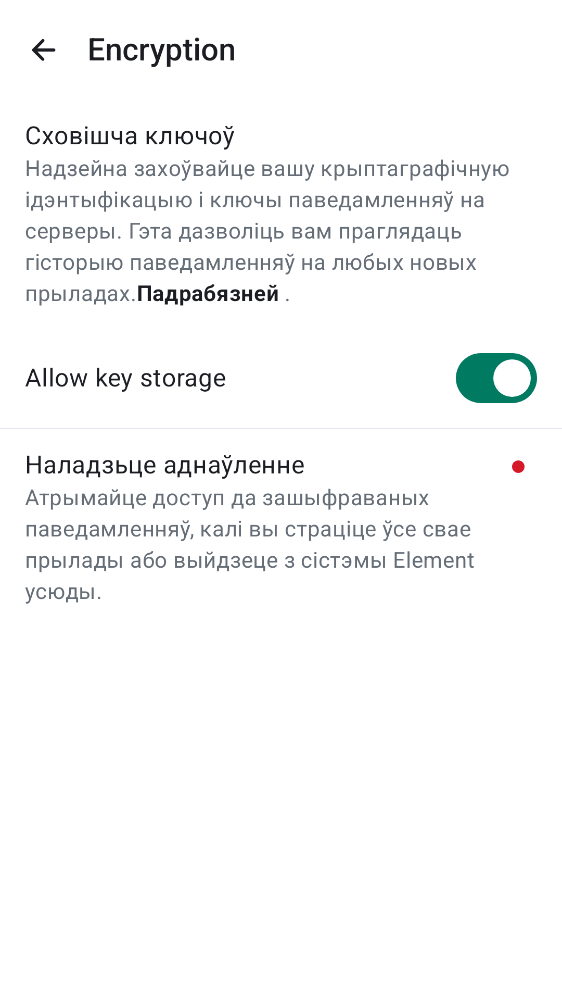 Encryption
Сховішча ключоў
Надзейна захоўвайце вашу крыптаграфічную
ідэнтыфікацыю і ключы паведамленняў на
серверы. Гэта дазволіць вам праглядаць
гісторыю паведамленняў на любых новых
прыладах.Падрабязней .
Allow key storage
Наладзьце аднаўленне
Атрымайце доступ да зашыфраваных
паведамленняў, калі вы страціце ўсе свае
прылады або выйдзеце з сістэмы Element
усюды.